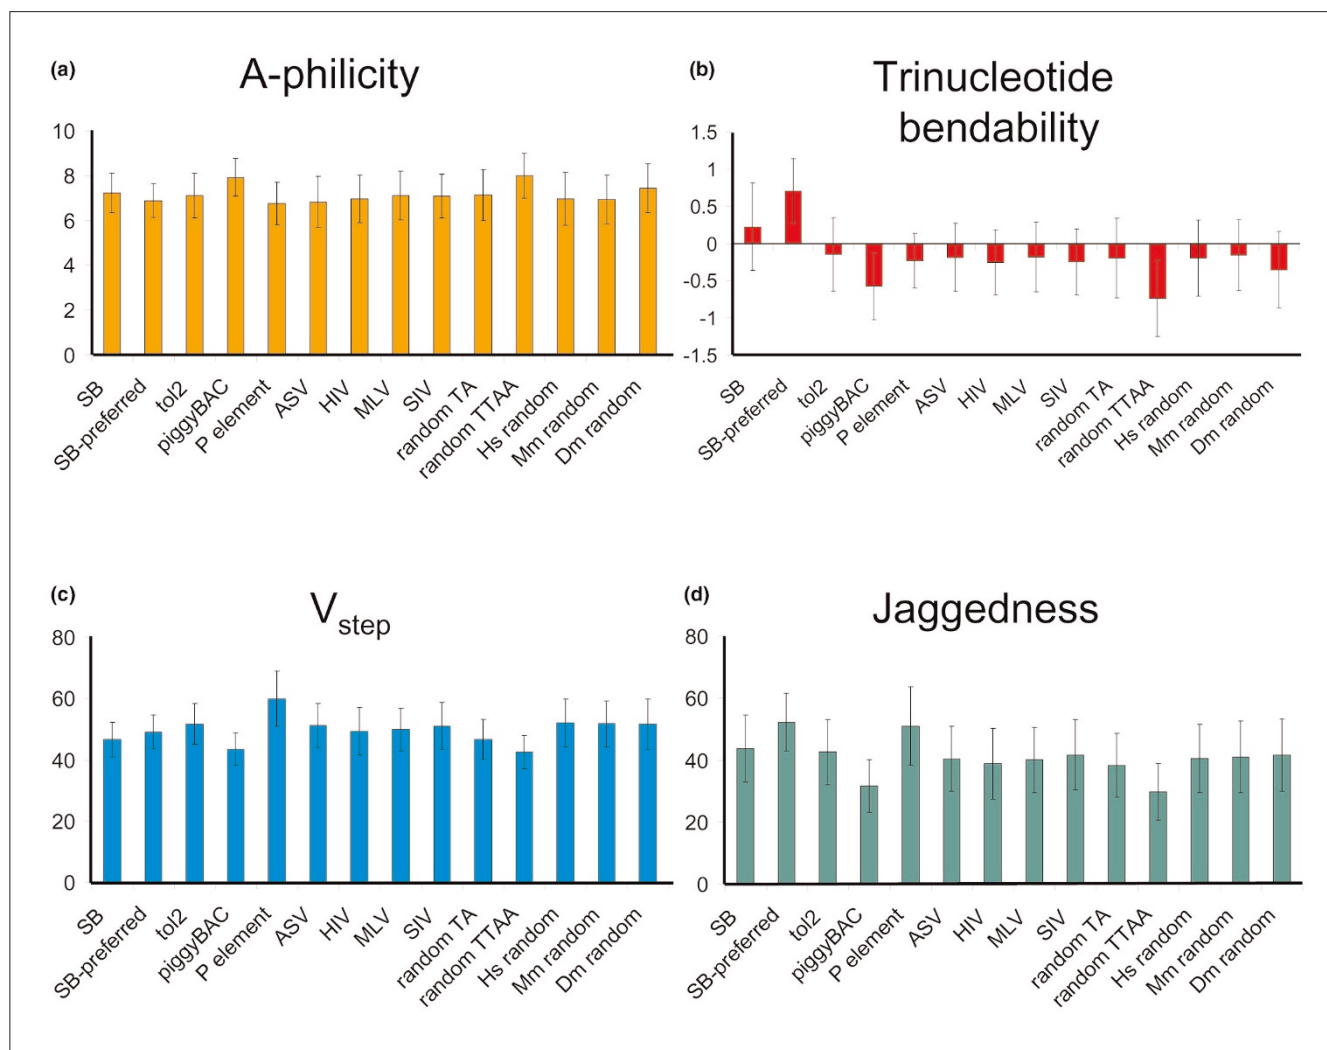 (a)
A-philicity
10
8
6
4
2
0
SB
SB-preferred
tol2
piggyBAC
P element
ASV
HIV
MLV
SIV
random TA
random TTAA
Hs random
Mm random
Dm random
(b)
Trinucleotide
bendability
1.5
1
0.5
0
-0.5
-1
-1.5
SB
SB-preferred
tol2
piggyBAC
P element
ASV
HIV
MLV
SIV
random TA
random TTAA
Hs random
Mm random
Dm random
(c)
Vstep
80
60
40
20
0
SB
SB-preferred
tol2
piggyBAC
P element
ASV
HIV
MLV
SIV
random TA
random TTAA
Hs random
Mm random
Dm random
(d)
Jaggedness
80
60
40
20
0
SB
SB-preferred
tol2
piggyBAC
P element
ASV
HIV
MLV
SIV
random TA
random TTAA
Hs random
Mm random
Dm random